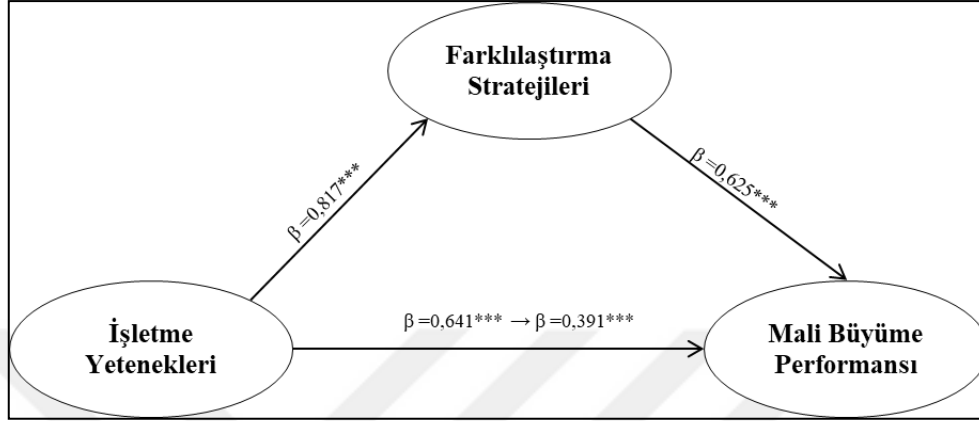 Farklılaştırma
Stratejileri
β =0,817***
β =0,625***
β =0,641*** → β =0,391***
İşletme
Yetenekleri
Mali Büyüme
Performansı